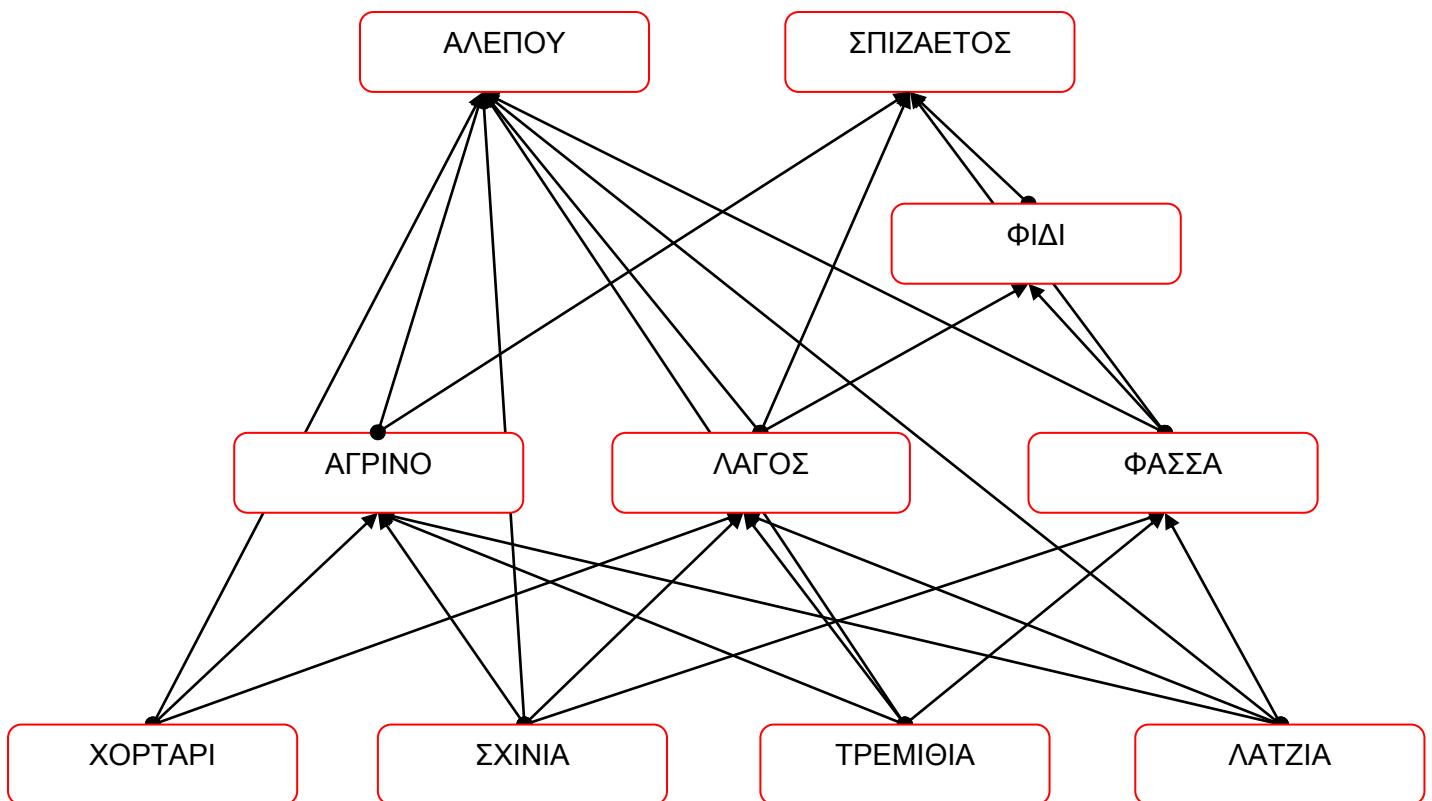 ΑΛΕΠΟΥ
ΣΠΙΖΑΕΤΟΣ
ΦΙΔΙ
ΑΓΡΙΝΟ
ΛΑΓΟΣ
ΦΑΣΣΑ
ΧΟΡΤΑΡΙ
ΣΧΙΝΙΑ
ΤΡΕΜΙΘΙΑ
ΛΑΤΖΙΑ